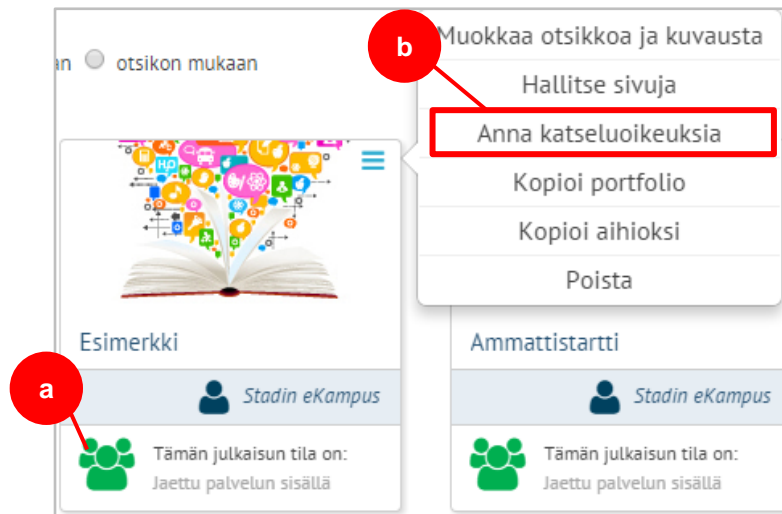 an otsikon mukaan
b
Muokkaa otsikkoa ja kuvausta
Hallitse sivuja
Anna katseluoikeuksia
Kopioi portfolio
Kopioi aihioksi
Poista
H₂O
Esimerkki
Stadin eKampus
a
Tämän julkaisun tila on:
Jaettu palvelun sisällä
Ammattistartti
Stadin eKampus
Tämän julkaisun tila on:
Jaettu palvelun sisällä